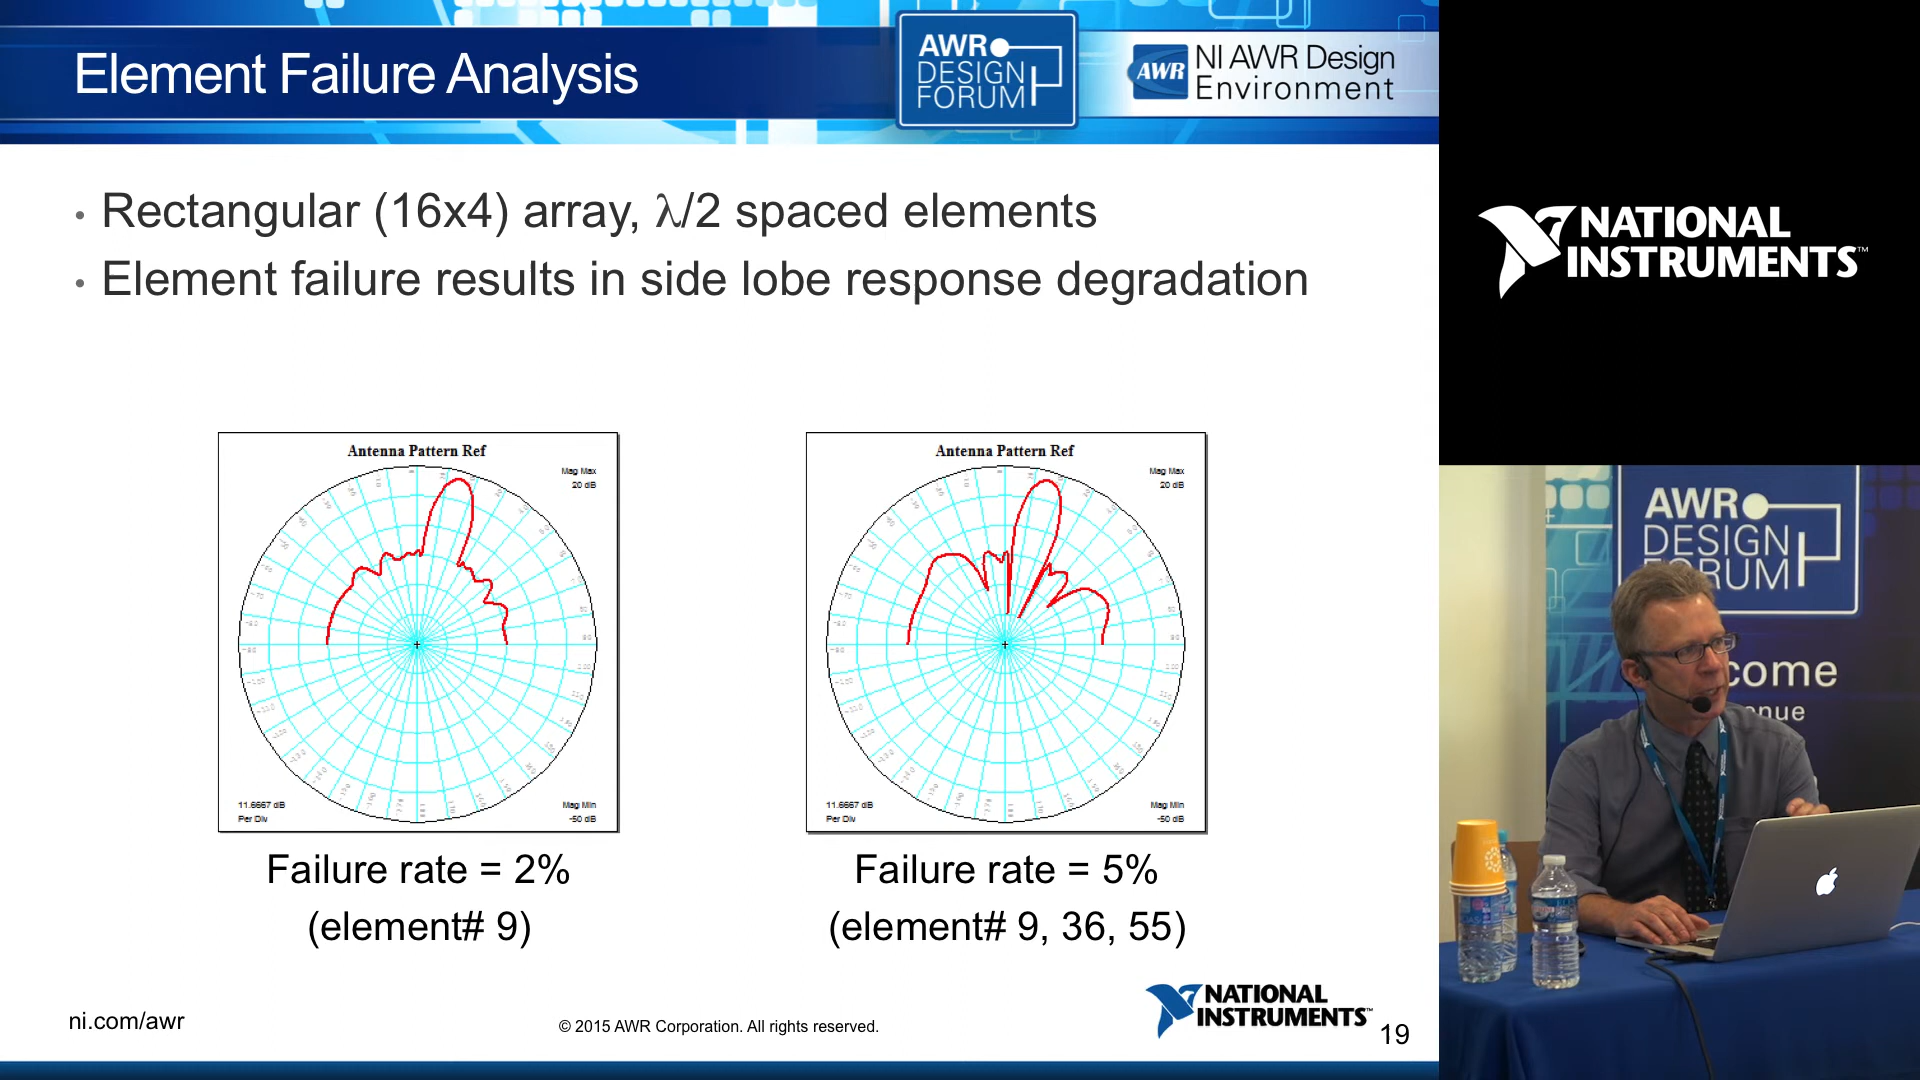 Element Failure Analysis
AWR
DESIGN
FORUM
AWR
NI AWR Design
Environment
• Rectangular (16x4) array, λ/2 spaced elements
• Element failure results in side lobe response degradation
Antenna Pattern Ref
Mag Max
20 dB
11.6667 dB
Per Div
Mag Min
-50 dB
Antenna Pattern Ref
Mag Max
20 dB
11.6667 dB
Per Div
Mag Min
-50 dB
Failure rate = 2%
(element# 9)
Failure rate = 5%
(element# 9, 36, 55)
ni.com/awr
© 2015 AWR Corporation. All rights reserved.
NATIONAL
INSTRUMENTS™
19
NATIONAL
INSTRUMENTS™
AWR
DESIGN
FORUM
come
enue